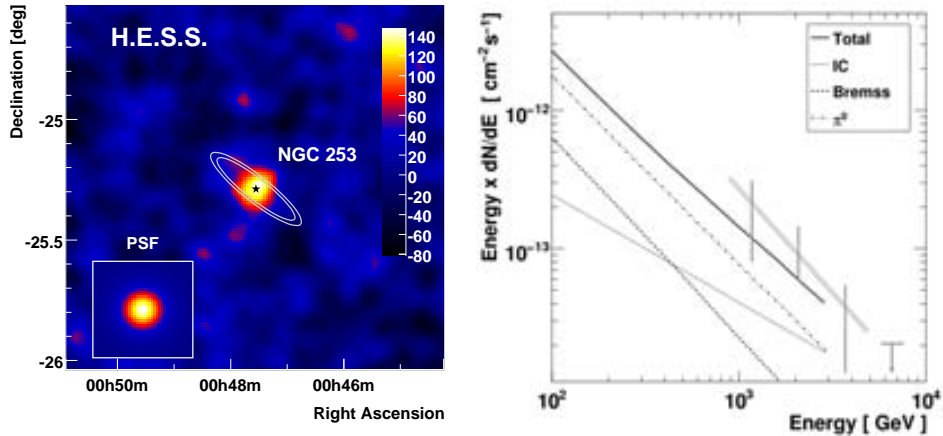 H.E.S.S.
Declination [deg]
-25
-25.5
-26
140
120
100
80
60
40
20
0
-20
-40
-60
-80
NGC 253
PSF
00h50m
00h48m
00h46m
Right Ascension
Energy x dN/dE [ cm⁻²s⁻¹]
10⁻¹²
10⁻¹³
Total
IC
Bremss
π⁰
10²
10³
10⁴
Energy [ GeV]